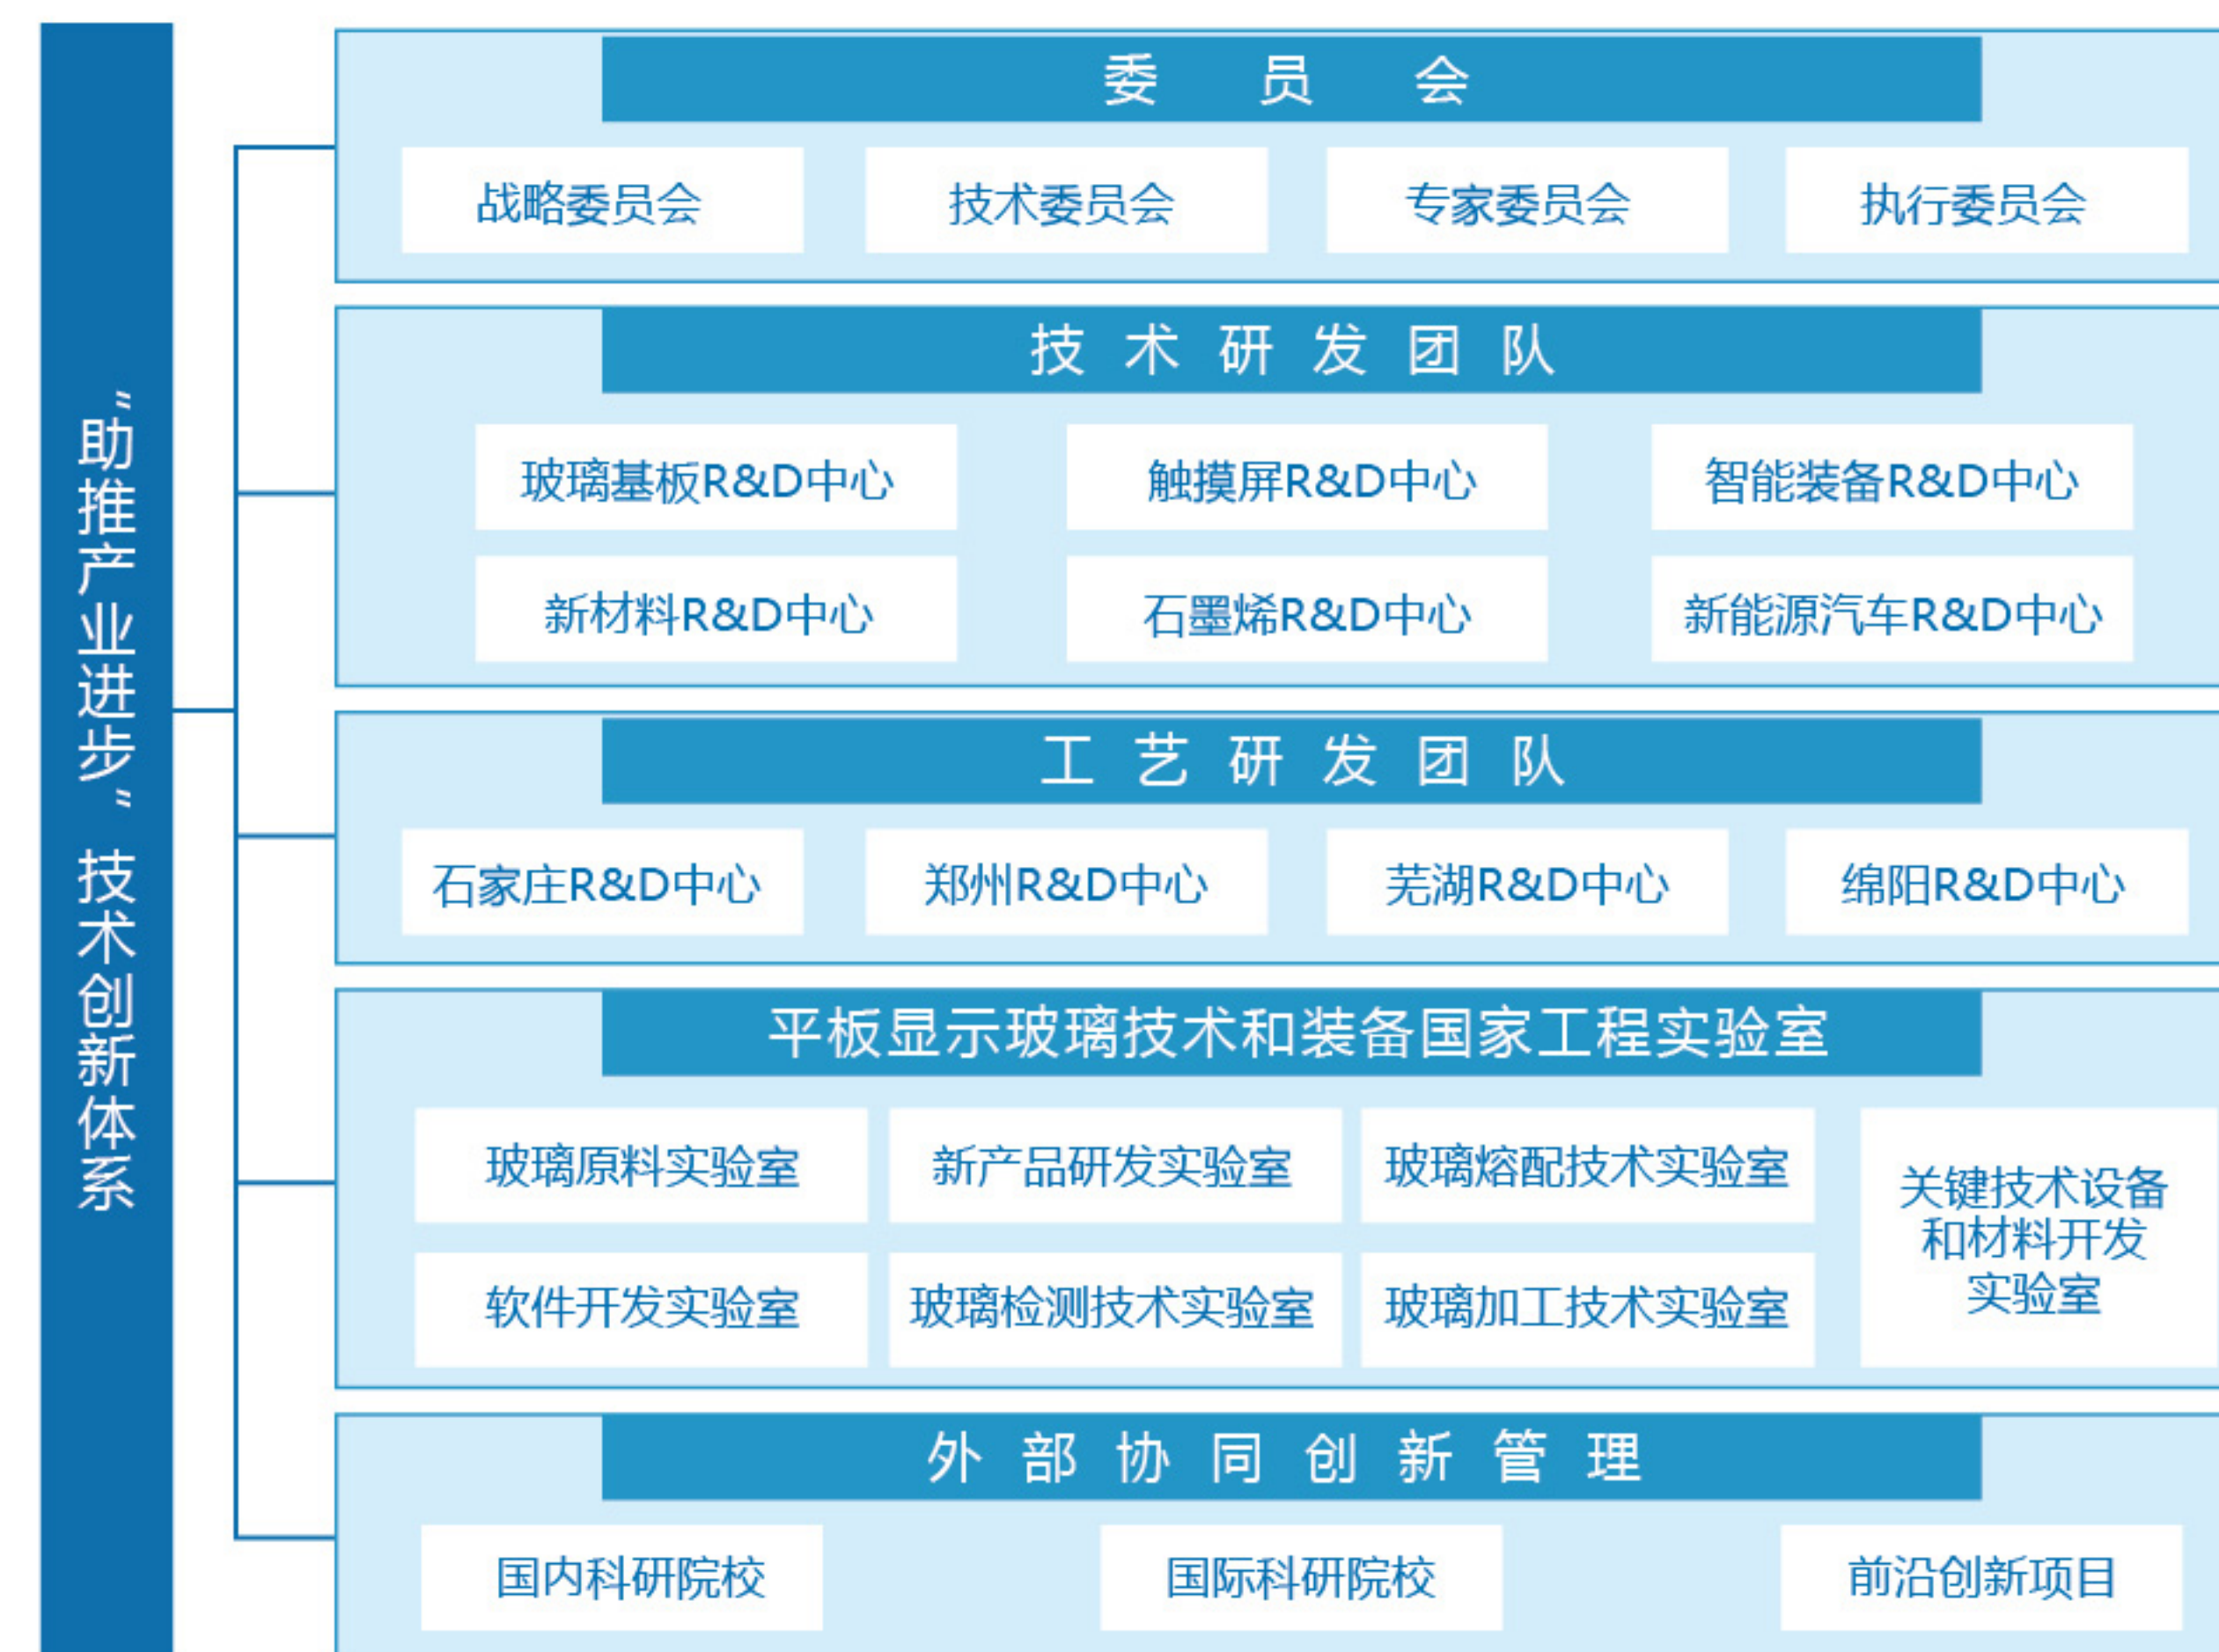 “助推产业进步”技术创新体系
委员会
战略委员会
技术委员会
专家委员会
执行委员会
技术研发团队
玻璃基板R&D中心
触摸屏R&D中心
智能装备R&D中心
新材料R&D中心
石墨烯R&D中心
新能源汽车R&D中心
工艺研发团队
石家庄R&D中心
郑州R&D中心
芜湖R&D中心
绵阳R&D中心
平板显示玻璃技术和装备国家工程实验室
玻璃原料实验室
新产品研发实验室
玻璃熔配技术实验室
关键技术设备
和材料开发
实验室
软件开发实验室
玻璃检测技术实验室
玻璃加工技术实验室
外部协同创新管理
国内科研院校
国际科研院校
前沿创新项目